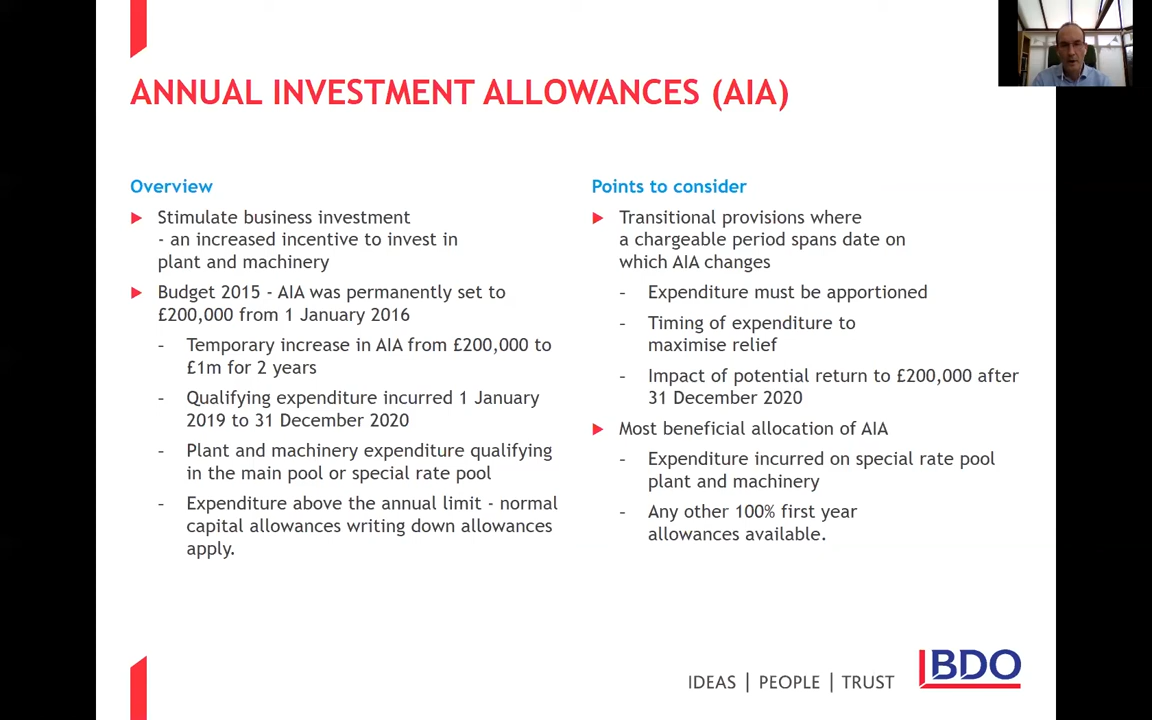 ANNUAL INVESTMENT ALLOWANCES (AIA)
Overview
Stimulate business investment
- an increased incentive to invest in
plant and machinery
Budget 2015 - AIA was permanently set to
£200,000 from 1 January 2016
- Temporary increase in AIA from £200,000 to
£1m for 2 years
- Qualifying expenditure incurred 1 January
2019 to 31 December 2020
- Plant and machinery expenditure qualifying
in the main pool or special rate pool
- Expenditure above the annual limit - normal
capital allowances writing down allowances
apply.
Points to consider
Transitional provisions where
a chargeable period spans date on
which AIA changes
- Expenditure must be apportioned
- Timing of expenditure to
maximise relief
- Impact of potential return to £200,000 after
31 December 2020
Most beneficial allocation of AIA
- Expenditure incurred on special rate pool
plant and machinery
- Any other 100% first year
allowances available.
IDEAS | PEOPLE | TRUST
BDO